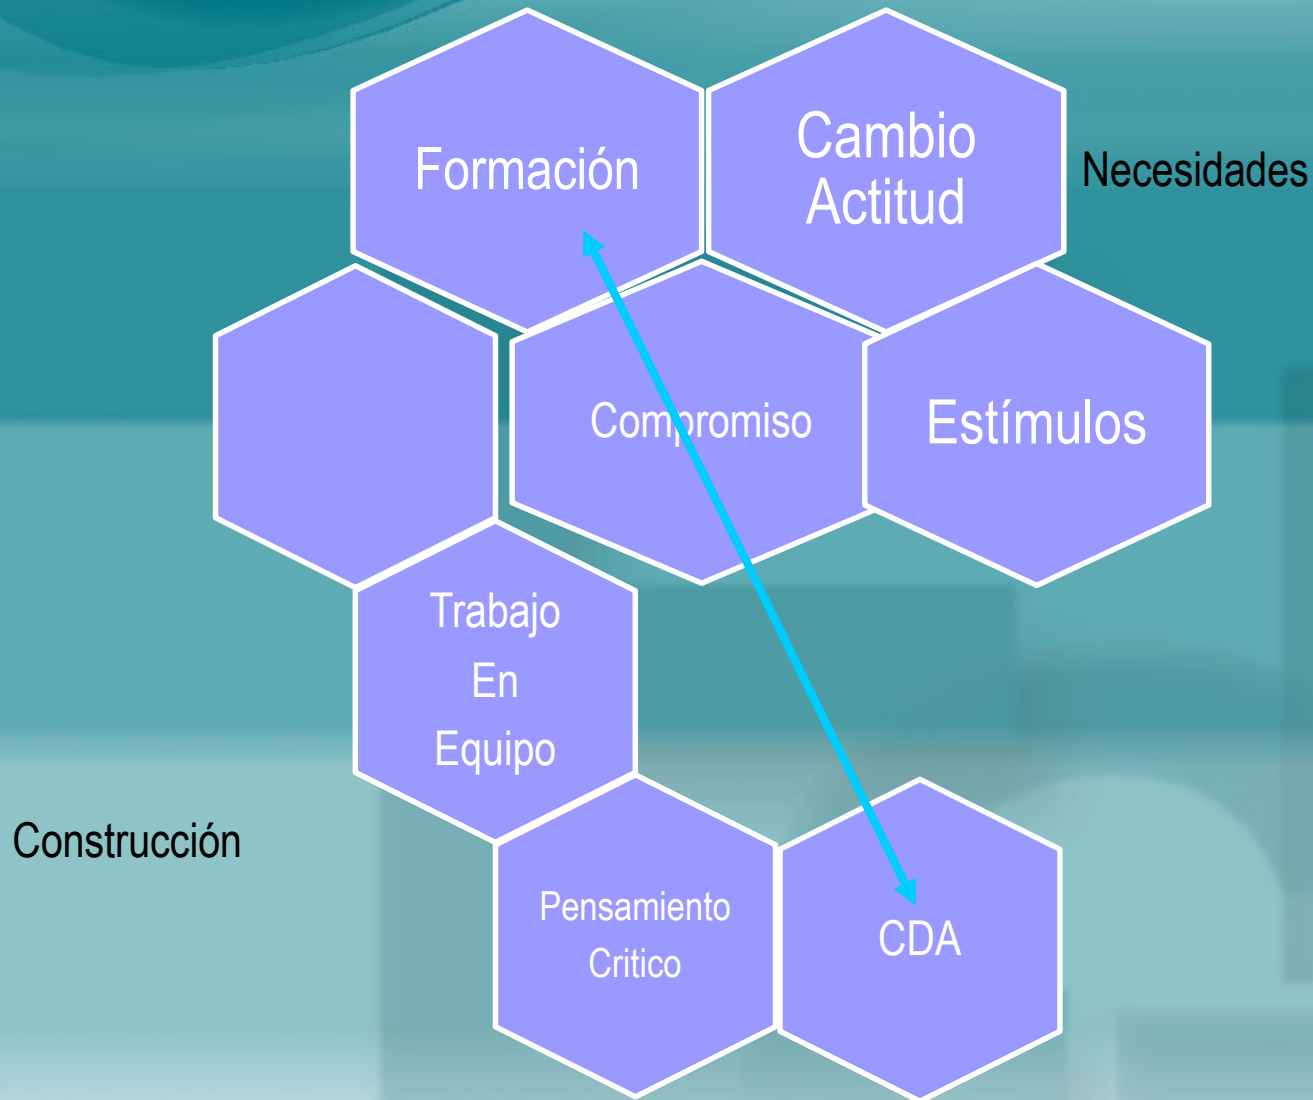 Formación
Cambio
Actitud
Necesidades
Compromiso
Estímulos
Trabajo
En
Equipo
Construcción
Pensamiento
Critico
CDA